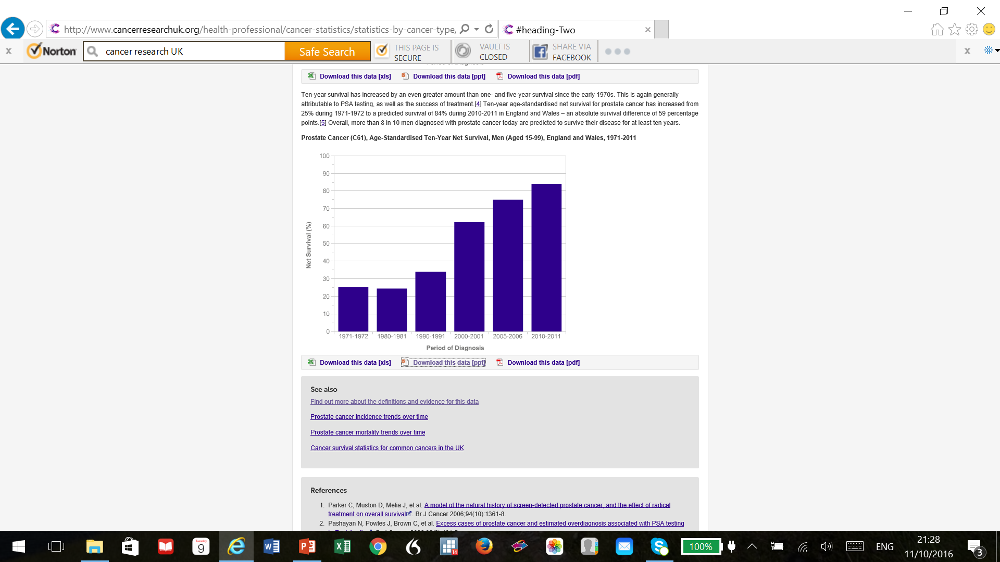 http://www.cancerresearchuk.org/health-professional/cancer-statistics/statistics-by-cancer-type,
#heading-Two
Norton
cancer research UK
Safe Search
THIS PAGE IS
SECURE
VAULT IS
CLOSED
SHARE VIA
FACEBOOK
Download this data [xls] Download this data [ppt] Download this data [pdf]
Ten-year survival has increased by an even greater amount than one- and five-year survival since the early 1970s. This is again generally
attributable to PSA testing, as well as the success of treatment.[4] Ten-year age-standardised net survival for prostate cancer has increased from
25% during 1971-1972 to a predicted survival of 84% during 2010-2011 in England and Wales – an absolute survival difference of 59 percentage
points.[5] Overall, more than 8 in 10 men diagnosed with prostate cancer today are predicted to survive their disease for at least ten years.
Prostate Cancer (C61), Age-Standardised Ten-Year Net Survival, Men (Aged 15-99), England and Wales, 1971-2011
100
90
80
70
60
50
40
30
20
10
0
Net Survival (%)
1971-1972 1980-1981 1990-1991 2000-2001 2005-2006 2010-2011
Period of Diagnosis
Download this data [xls] Download this data [ppt] Download this data [pdf]
See also
Find out more about the definitions and evidence for this data
Prostate cancer incidence trends over time
Prostate cancer mortality trends over time
Cancer survival statistics for common cancers in the UK
References
1. Parker C, Muston D, Melia J, et al. A model of the natural history of screen-detected prostate cancer, and the effect of radical
treatment on overall survival. Br J Cancer 2006;94(10):1361-8.
2. Pashayan N, Powles J, Brown C, et al. Excess cases of prostate cancer and estimated overdiagnosis associated with PSA testing
Tuesday
9
14
100%
ENG
21:28
11/10/2016
3